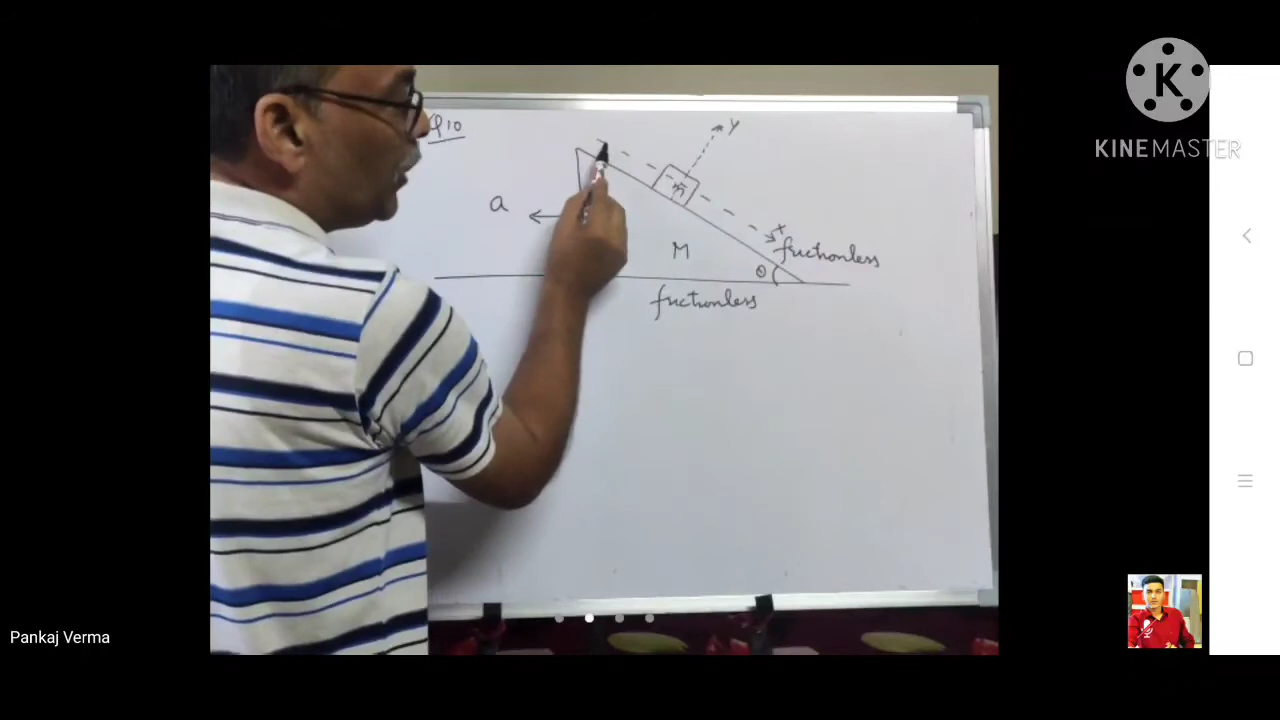 KINEMASTER
K
Q10
y
m
a
x
frictionless
M
θ
frictionless
Pankaj Verma